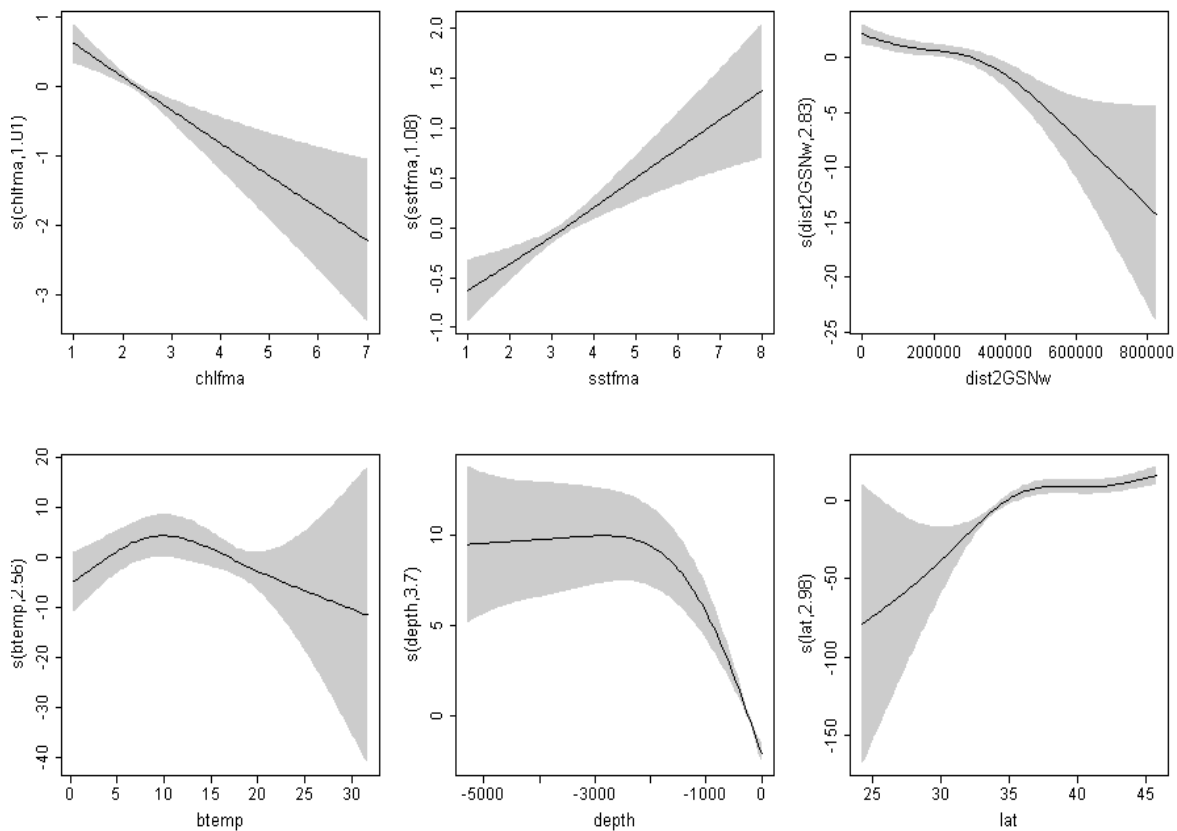 s(chlfma,1.01)
1
0
-1
-2
-3
1 2 3 4 5 6 7
chlfma
s(sstfma,1.08)
2.0
1.5
1.0
0.5
0.0
-0.5
-1.0
1 2 3 4 5 6 7 8
sstfma
s(dist2GSNw,2.83)
0
-5
-10
-15
-20
-25
0 200000 400000 600000 800000
dist2GSNw
s(btemp,2.56)
20
10
0
-10
-20
-30
-40
0 5 10 15 20 25 30
btemp
s(depth,3.7)
10
5
0
-5000 -3000 -1000 0
depth
s(lat,2.98)
0
-50
-100
-150
25 30 35 40 45
lat